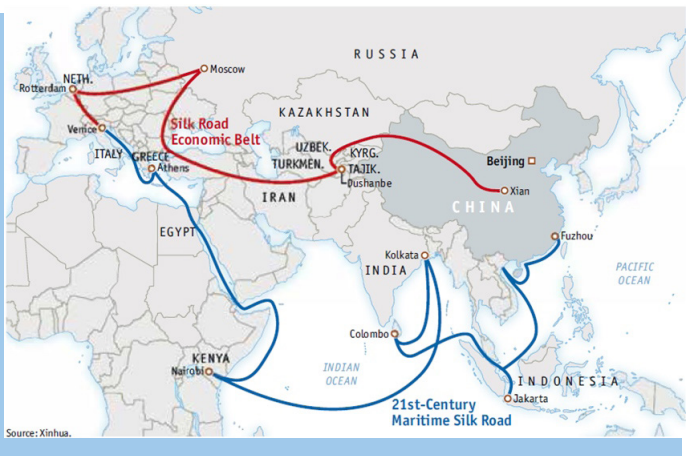 RUSSIA
Moscow
NETH.
Rotterdam
KAZAKHSTAN
Silk Road
Economic Belt
Venice
UZBEK.
KYRG.
ITALY
GREECE
Athens
TURKMEN.
TAJIK.
Dushanbe
Beijing
IRAN
Xian
CHINA
EGYPT
Fuzhou
Kolkata
INDIA
PACIFIC
OCEAN
Colombo
KENYA
Nairobi
INDIAN
OCEAN
INDONESIA
Jakarta
21st-Century
Maritime Silk Road
Source: Xinhua.